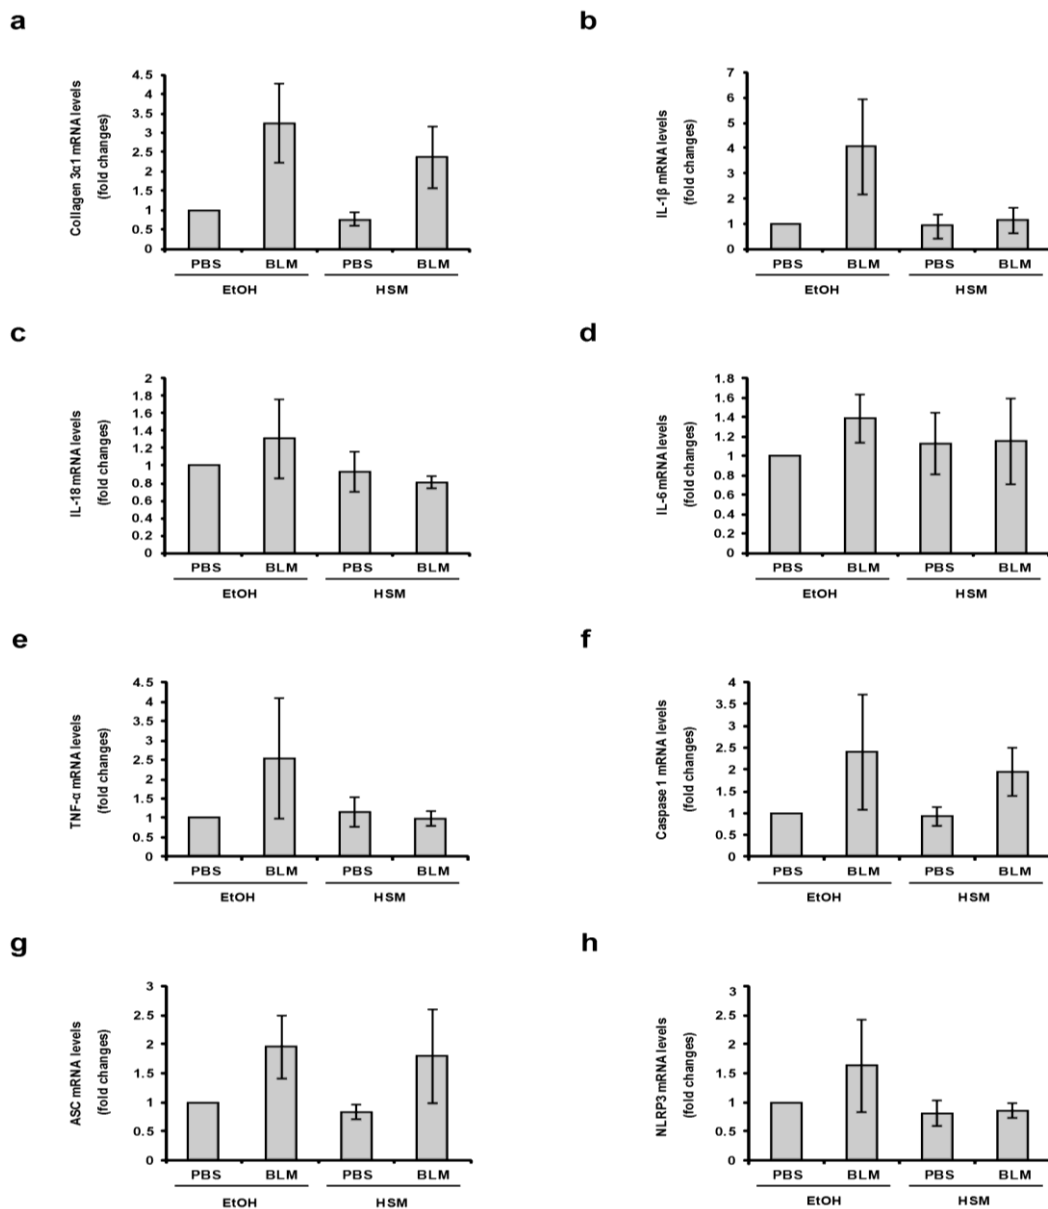 a
Collagen 3α1 mRNA levels
(fold changes)
4.5
4
3.5
3
2.5
2
1.5
1
0.5
0
PBS BLM PBS BLM
EtOH HSM
b
IL-1β mRNA levels
(fold changes)
7
6
5
4
3
2
1
0
PBS BLM PBS BLM
EtOH HSM
c
IL-18 mRNA levels
(fold changes)
2
1.8
1.6
1.4
1.2
1
0.8
0.6
0.4
0.2
0
PBS BLM PBS BLM
EtOH HSM
d
IL-6 mRNA levels
(fold changes)
1.8
1.6
1.4
1.2
1
0.8
0.6
0.4
0.2
0
PBS BLM PBS BLM
EtOH HSM
e
TNF-α mRNA levels
(fold changes)
4.5
4
3.5
3
2.5
2
1.5
1
0.5
0
PBS BLM PBS BLM
EtOH HSM
f
Caspase 1 mRNA levels
(fold changes)
4
3.5
3
2.5
2
1.5
1
0.5
0
PBS BLM PBS BLM
EtOH HSM
g
ASC mRNA levels
(fold changes)
3
2.5
2
1.5
1
0.5
0
PBS BLM PBS BLM
EtOH HSM
h
NLRP3 mRNA levels
(fold changes)
3
2.5
2
1.5
1
0.5
0
PBS BLM PBS BLM
EtOH HSM